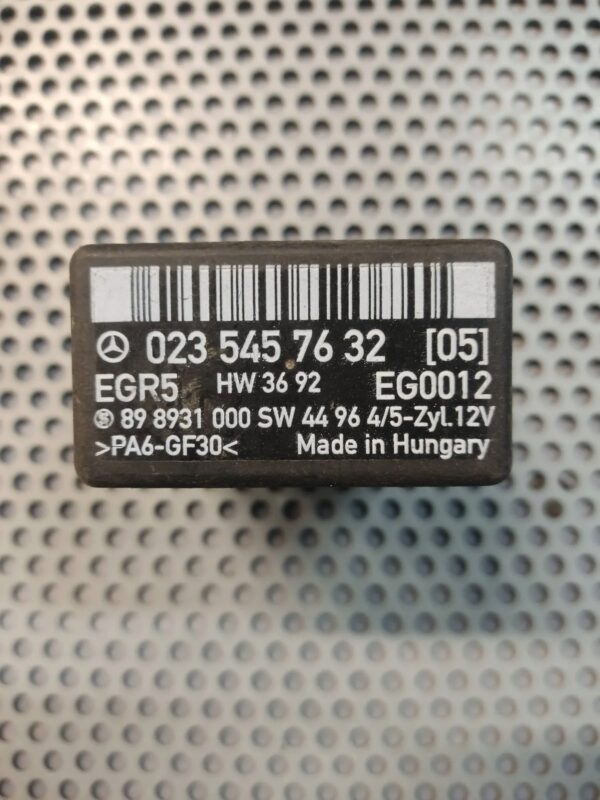 023 545 76 32 [05]
EGR5 HW 36 92 EG0012
89 8931 000 SW 44 96 4/5-Zyl.12V
>PA6-GF30< Made in Hungary